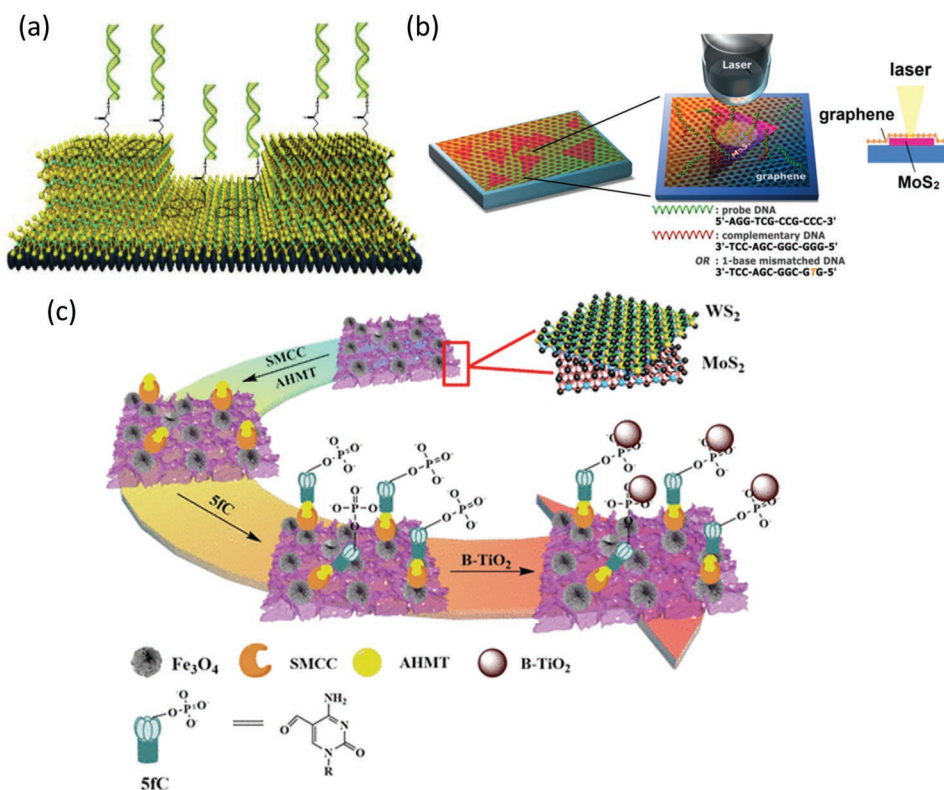 (a)
(b)
Laser
MoS₂
graphene
laser
graphene
MoS₂
: probe DNA
5'-AGG-TCG-CCG-CCC-3'
: complementary DNA
3'-TCC-AGC-GGC-GGG-5'
OR : 1-base mismatched DNA
3'-TCC-AGC-GGC-GTG-5'
(c)
WS₂
MoS₂
SMCC
AHMT
5fC
B-TiO₂
Fe₃O₄
SMCC
AHMT
B-TiO₂
NH₂
N
O
N
O
R
5fC